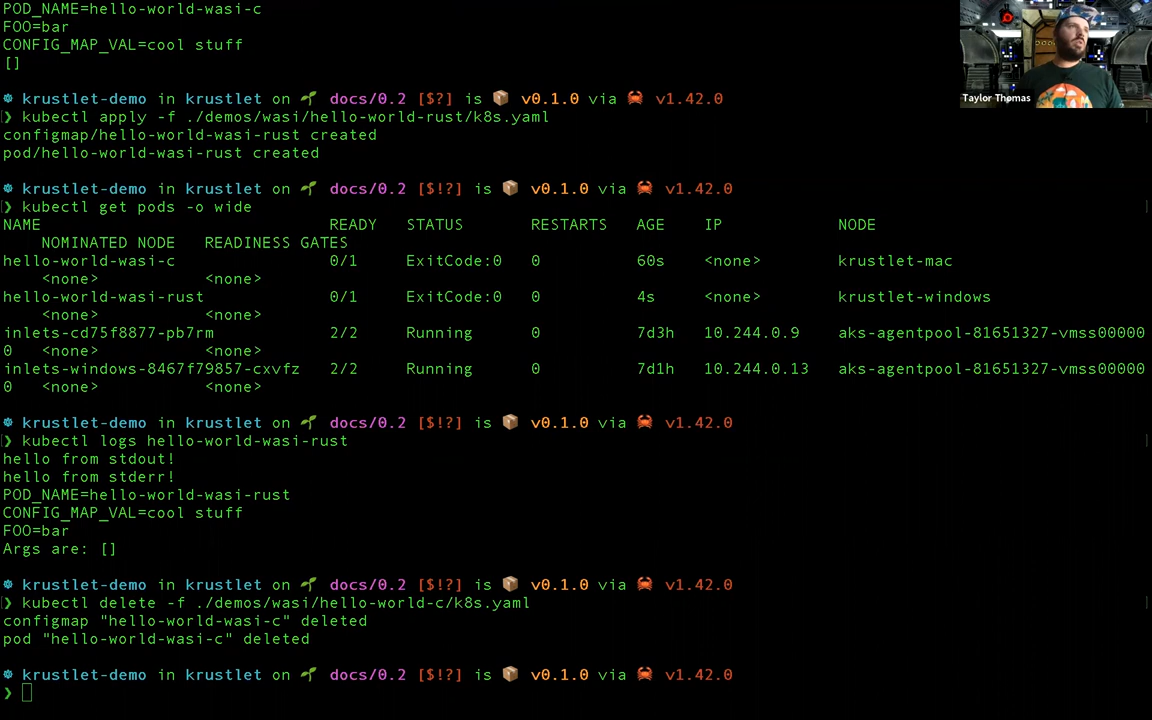 POD_NAME=hello-world-wasi-c
FOO=bar
CONFIG_MAP_VAL=cool stuff
[]
Taylor Thomas
krustlet-demo in krustlet on docs/0.2 [$?] is v0.1.0 via v1.42.0
❯ kubectl apply -f ./demos/wasi/hello-world-rust/k8s.yaml
configmap/hello-world-wasi-rust created
pod/hello-world-wasi-rust created
krustlet-demo in krustlet on docs/0.2 [$!?] is v0.1.0 via v1.42.0
❯ kubectl get pods -o wide
NAME READY STATUS RESTARTS AGE IP NODE
NOMINATED NODE READINESS GATES
hello-world-wasi-c 0/1 ExitCode:0 0 60s <none> krustlet-mac
<none> <none>
hello-world-wasi-rust 0/1 ExitCode:0 0 4s <none> krustlet-windows
<none> <none>
inlets-cd75f8877-pb7rm 2/2 Running 0 7d3h 10.244.0.9 aks-agentpool-81651327-vmss00000
0 <none> <none>
inlets-windows-8467f79857-cxvfz 2/2 Running 0 7d1h 10.244.0.13 aks-agentpool-81651327-vmss00000
0 <none> <none>
krustlet-demo in krustlet on docs/0.2 [$!?] is v0.1.0 via v1.42.0
❯ kubectl logs hello-world-wasi-rust
hello from stdout!
hello from stderr!
POD_NAME=hello-world-wasi-rust
CONFIG_MAP_VAL=cool stuff
FOO=bar
Args are: []
krustlet-demo in krustlet on docs/0.2 [$!?] is v0.1.0 via v1.42.0
❯ kubectl delete -f ./demos/wasi/hello-world-c/k8s.yaml
configmap "hello-world-wasi-c" deleted
pod "hello-world-wasi-c" deleted
krustlet-demo in krustlet on docs/0.2 [$!?] is v0.1.0 via v1.42.0
❯